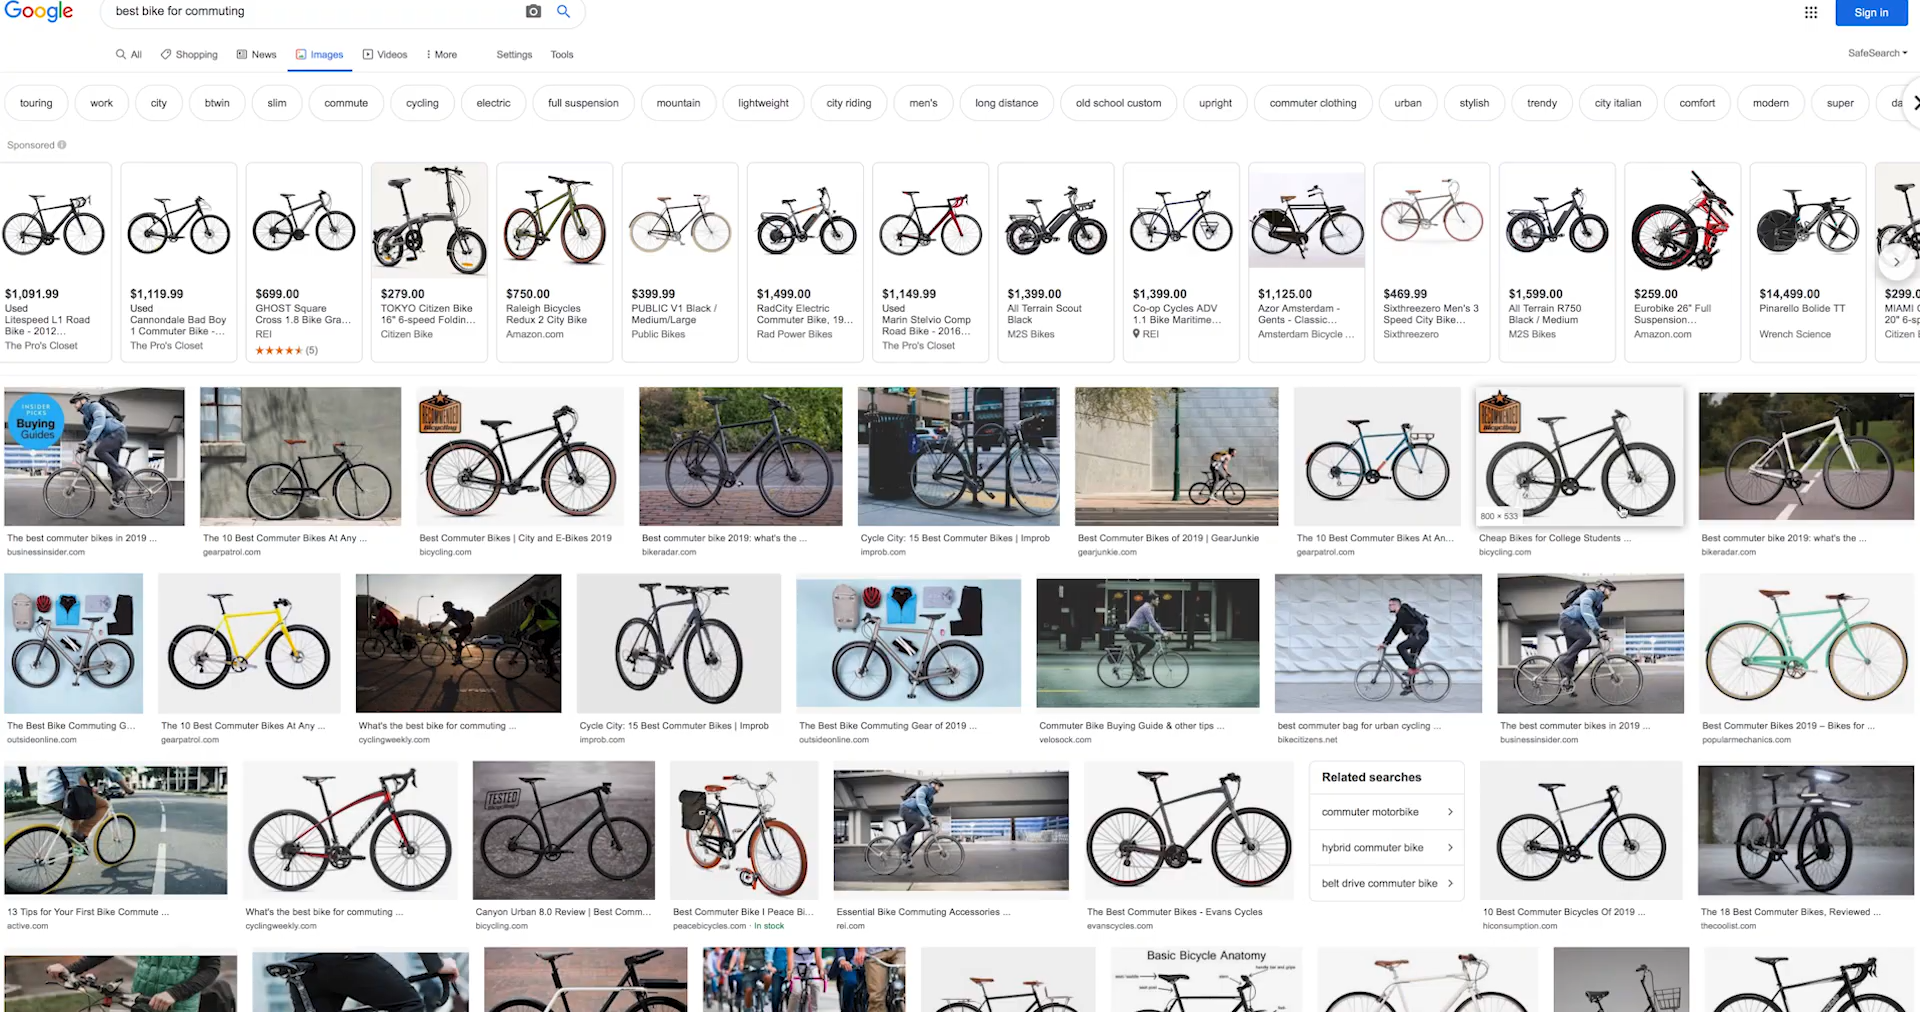 Google
best bike for commuting
Sign in
All
Shopping
News
Images
Videos
More
Settings
Tools
SafeSearch
touring
work
city
btwin
slim
commute
cycling
electric
full suspension
mountain
lightweight
city riding
men's
long distance
old school custom
upright
commuter clothing
urban
stylish
trendy
city italian
comfort
modern
super
da
Sponsored
$1,091.99
Used
Litespeed L1 Road
Bike - 2012...
The Pro's Closet
$1,119.99
Used
Cannondale Bad Boy
1 Commuter Bike -...
The Pro's Closet
$699.00
GHOST Square
Cross 1.8 Bike Gra...
REI
(5)
$279.00
TOKYO Citizen Bike
16" 6-speed Foldin...
Citizen Bike
$750.00
Raleigh Bicycles
Redux 2 City Bike
Amazon.com
$399.99
PUBLIC V1 Black /
Medium/Large
Public Bikes
$1,499.00
RadCity Electric
Commuter Bike, 19...
Rad Power Bikes
$1,149.99
Used
Marin Stelvio Comp
Road Bike - 2016...
The Pro's Closet
$1,399.00
All Terrain Scout
Black
M2S Bikes
$1,399.00
Co-op Cycles ADV
1.1 Bike Maritime...
REI
$1,125.00
Azor Amsterdam -
Gents - Classic...
Amsterdam Bicycle ...
$469.99
Sixthreezero Men's 3
Speed City Bike...
Sixthreezero
$1,599.00
All Terrain R750
Black / Medium
M2S Bikes
$259.00
Eurobike 26" Full
Suspension...
Amazon.com
$14,499.00
Pinarello Bolide TT
Wrench Science
$299.0
MIAMI C
20" 6-sp
Citizen B
INSIDER
PICKS
Buying
Guides
RECOMMENDED
Bicycling
RECOMMENDED
Bicycling
800 × 533
The best commuter bikes in 2019 ...
businessinsider.com
The 10 Best Commuter Bikes At Any ...
gearpatrol.com
Best Commuter Bikes | City and E-Bikes 2019
bicycling.com
Best commuter bike 2019: what's the ...
bikeradar.com
Cycle City: 15 Best Commuter Bikes | Improb
improb.com
Best Commuter Bikes of 2019 | GearJunkie
gearjunkie.com
The 10 Best Commuter Bikes At An...
gearpatrol.com
Cheap Bikes for College Students ...
bicycling.com
Best commuter bike 2019: what's the ...
bikeradar.com
The Best Bike Commuting G...
outsideonline.com
The 10 Best Commuter Bikes At Any ...
gearpatrol.com
What's the best bike for commuting ...
cyclingweekly.com
Cycle City: 15 Best Commuter Bikes | Improb
improb.com
The Best Bike Commuting Gear of 2019 ...
outsideonline.com
Commuter Bike Buying Guide & other tips ...
velosock.com
best commuter bag for urban cycling ...
bikecitizens.net
The best commuter bikes in 2019 ...
businessinsider.com
Best Commuter Bikes 2019 – Bikes for ...
popularmechanics.com
TESTED
Bicycling
Related searches
commuter motorbike
hybrid commuter bike
belt drive commuter bike
13 Tips for Your First Bike Commute ...
active.com
What's the best bike for commuting ...
cyclingweekly.com
Canyon Urban 8.0 Review | Best Comm...
bicycling.com
Best Commuter Bike I Peace Bi...
peacebicycles.com · In stock
Essential Bike Commuting Accessories ...
rei.com
The Best Commuter Bikes - Evans Cycles
evanscycles.com
10 Best Commuter Bicycles Of 2019 ...
hiconsumption.com
The 18 Best Commuter Bikes, Reviewed ...
thecoolist.com
Basic Bicycle Anatomy
handle bar and grips
stem